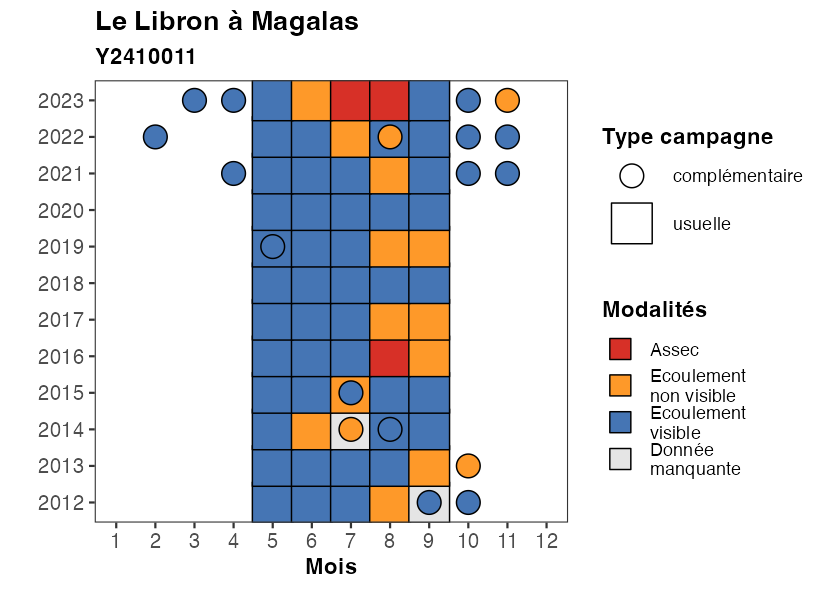 Le Libron à Magalas
Y2410011
2023
2022
2021
2020
2019
2018
2017
2016
2015
2014
2013
2012
1 2 3 4 5 6 7 8 9 10 11 12
Mois
Type campagne
complémentaire
usuelle
Modalités
Assec
Ecoulement
non visible
Ecoulement
visible
Donnée
manquante